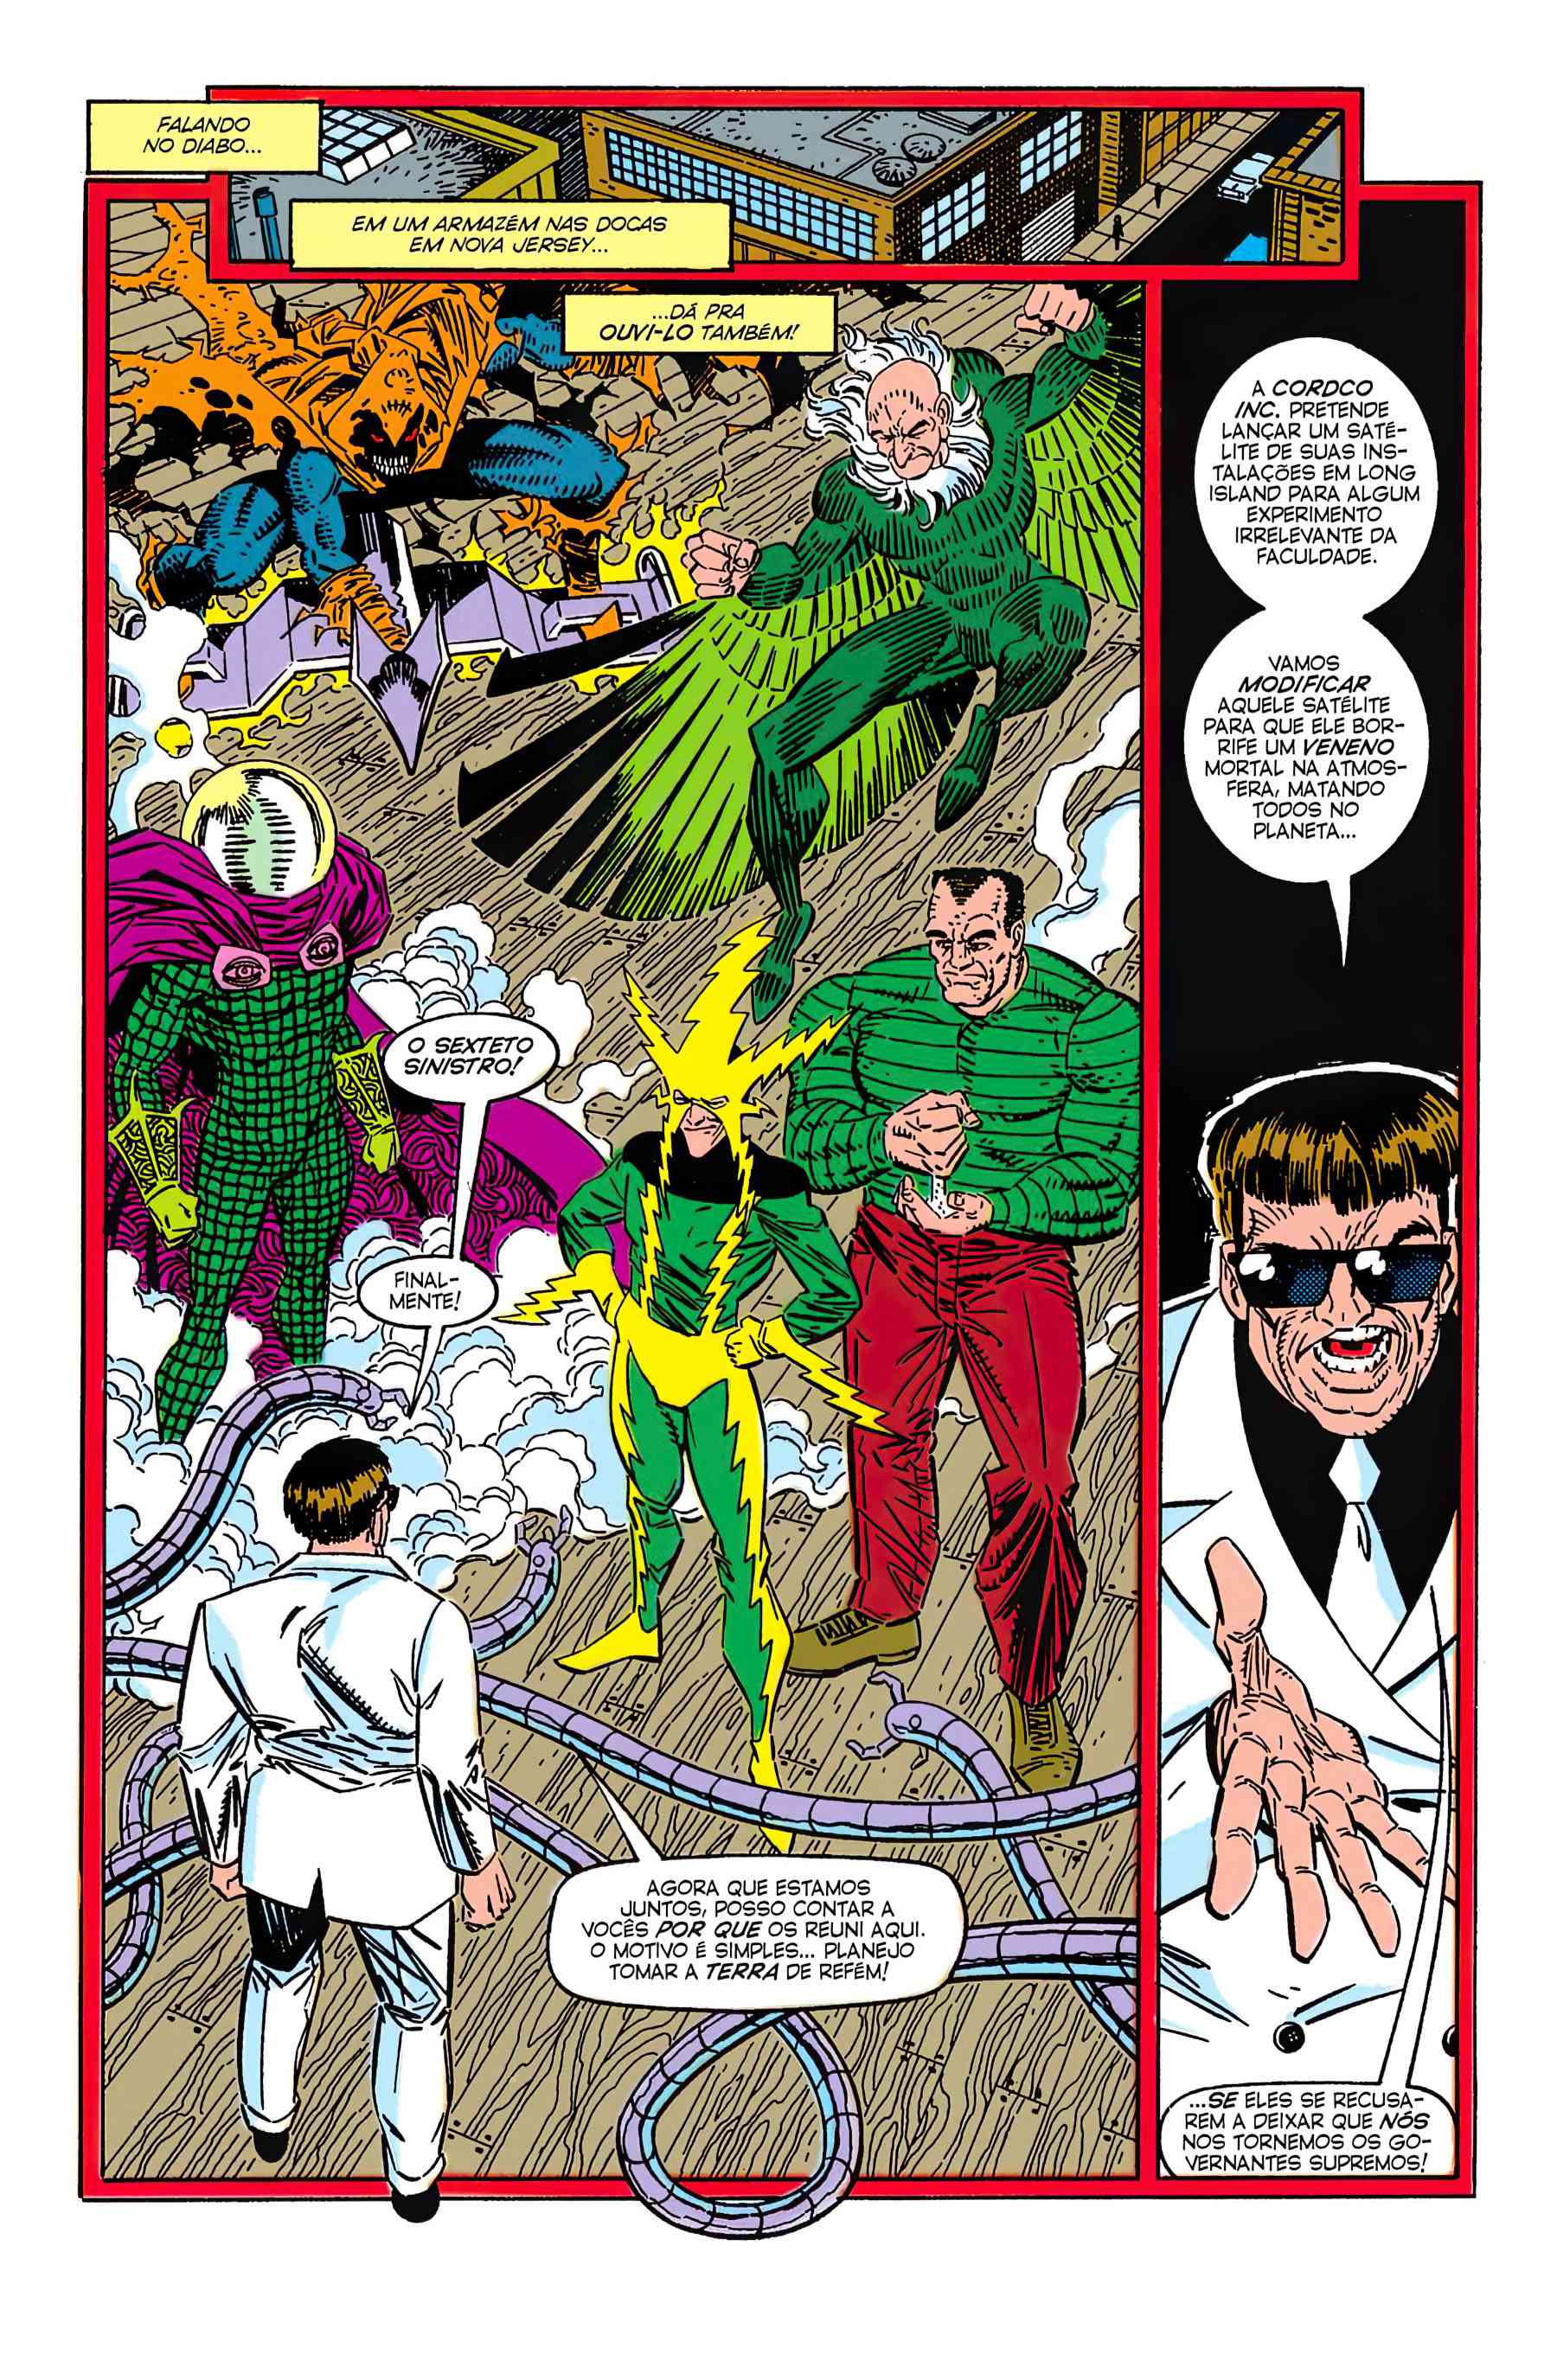 FALANDO
NO DIABO...
EM UM ARMAZÉM NAS DOCAS
EM NOVA JERSEY...
...DÁ PRA
OUVI-LO TAMBÉM!
O SEXTETO
SINISTRO!
FINAL-
MENTE!
AGORA QUE ESTAMOS
JUNTOS, POSSO CONTAR A
VOCÊS POR QUE OS REUNI AQUI.
O MOTIVO É SIMPLES... PLANEJO
TOMAR A TERRA DE REFÉM!
A CORDCO
INC. PRETENDE
LANÇAR UM SATÉ-
LITE DE SUAS INS-
TALAÇÕES EM LONG
ISLAND PARA ALGUM
EXPERIMENTO
IRRELEVANTE DA
FACULDADE.
VAMOS
MODIFICAR
AQUELE SATÉLITE
PARA QUE ELE BOR-
RIFE UM VENENO
MORTAL NA ATMOS-
FERA, MATANDO
TODOS NO
PLANETA...
...SE ELES SE RECUSA-
REM A DEIXAR QUE NÓS
NOS TORNEMOS OS GO-
VERNANTES SUPREMOS!